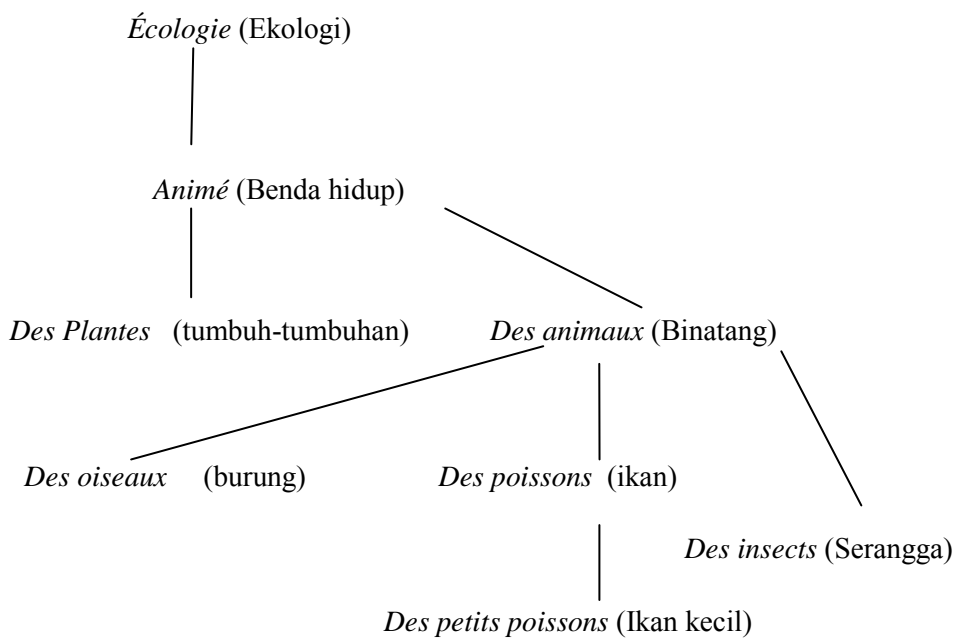 Écologie (Ekologi)
Animé (Benda hidup)
Des Plantes (tumbuh-tumbuhan)
Des animaux (Binatang)
Des oiseaux (burung)
Des poissons (ikan)
Des insects (Serangga)
Des petits poissons (Ikan kecil)